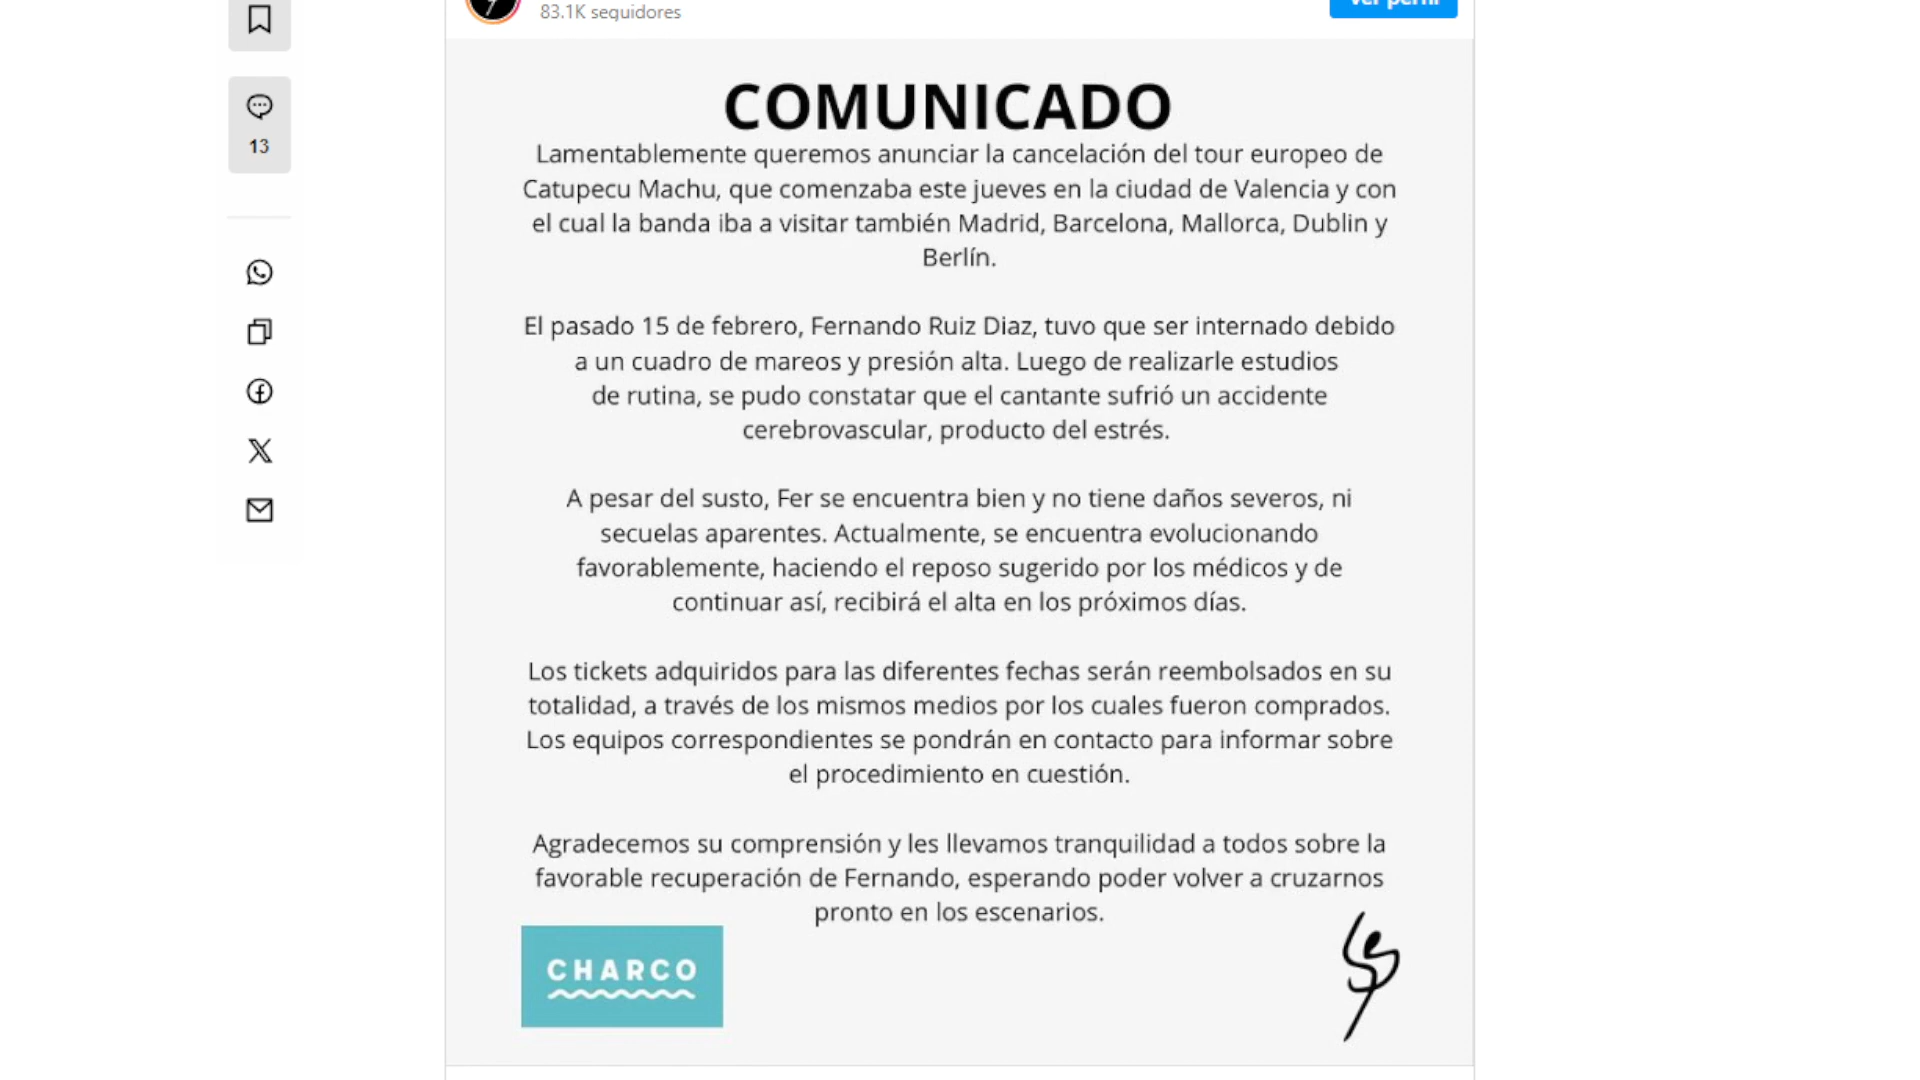 83.1K seguidores
Ver perfil
13
COMUNICADO
Lamentablemente queremos anunciar la cancelación del tour europeo de
Catupecu Machu, que comenzaba este jueves en la ciudad de Valencia y con
el cual la banda iba a visitar también Madrid, Barcelona, Mallorca, Dublin y
Berlín.
El pasado 15 de febrero, Fernando Ruiz Diaz, tuvo que ser internado debido
a un cuadro de mareos y presión alta. Luego de realizarle estudios
de rutina, se pudo constatar que el cantante sufrió un accidente
cerebrovascular, producto del estrés.
A pesar del susto, Fer se encuentra bien y no tiene daños severos, ni
secuelas aparentes. Actualmente, se encuentra evolucionando
favorablemente, haciendo el reposo sugerido por los médicos y de
continuar así, recibirá el alta en los próximos días.
Los tickets adquiridos para las diferentes fechas serán reembolsados en su
totalidad, a través de los mismos medios por los cuales fueron comprados.
Los equipos correspondientes se pondrán en contacto para informar sobre
el procedimiento en cuestión.
Agradecemos su comprensión y les llevamos tranquilidad a todos sobre la
favorable recuperación de Fernando, esperando poder volver a cruzarnos
pronto en los escenarios.
CHARCO